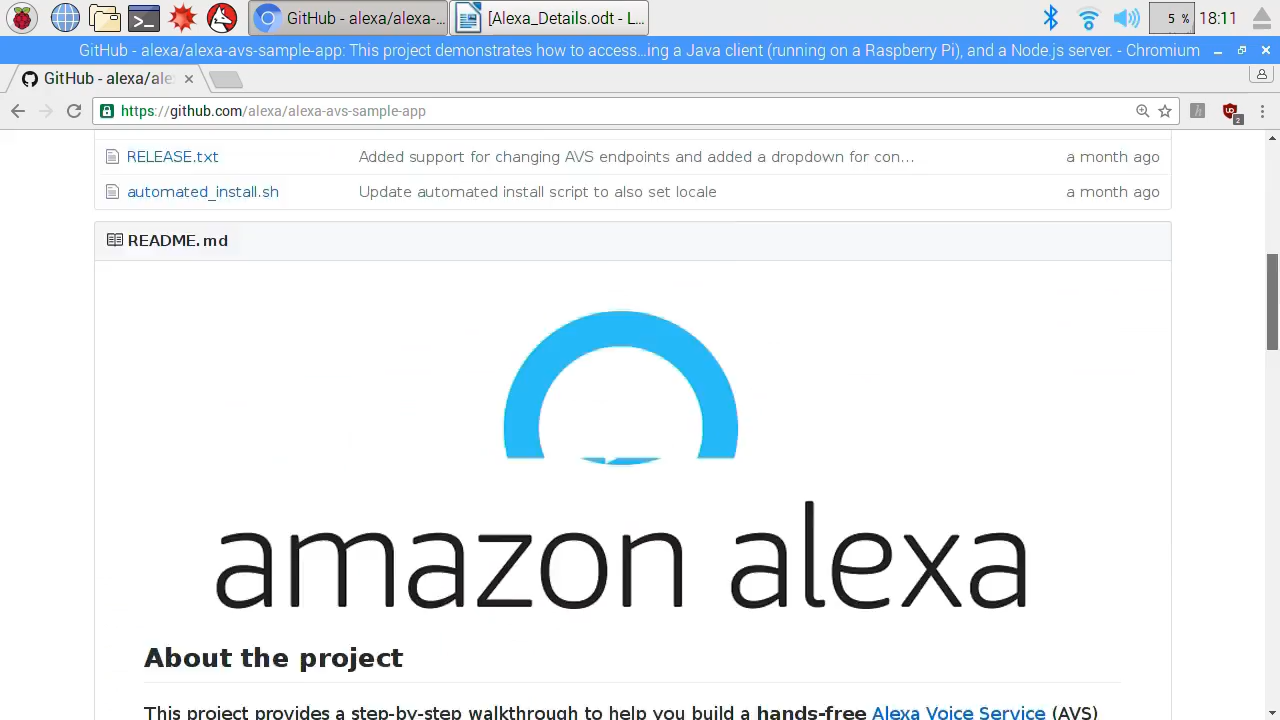 GitHub - alexa/alexa-...
[Alexa_Details.odt - L...
5 %
18:11
GitHub - alexa/alexa-avs-sample-app: This project demonstrates how to access...ing a Java client (running on a Raspberry Pi), and a Node.js server. - Chromium
GitHub - alexa/ale
https://github.com/alexa/alexa-avs-sample-app
h
2
RELEASE.txt Added support for changing AVS endpoints and added a dropdown for con... a month ago
automated_install.sh Update automated install script to also set locale a month ago
README.md
amazon alexa
About the project
This project provides a step-by-step walkthrough to help you build a hands-free Alexa Voice Service (AVS)